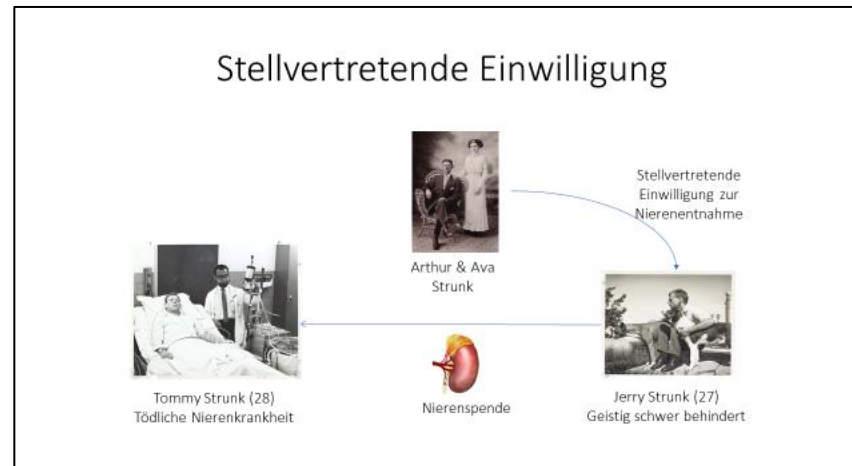 Stellvertretende Einwilligung
Stellvertretende
Einwilligung zur
Nierenentnahme
Arthur & Ava
Strunk
Tommy Strunk (28)
Tödliche Nierenkrankheit
Nierenspende
Jerry Strunk (27)
Geistig schwer behindert